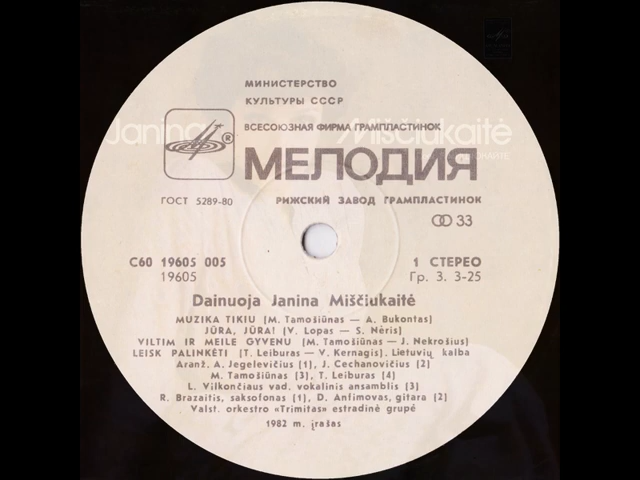 МИНИСТЕРСТВО
КУЛЬТУРЫ СССР
ВСЕСОЮЗНАЯ ФИРМА ГРАМПЛАСТИНОК
Janina Miščiukaitė
®
МЕЛОДИЯ
ГОСТ 5289-80 РИЖСКИЙ ЗАВОД ГРАМПЛАСТИНОК
33
С60 19605 005 1 СТЕРЕО
19605 Гр. 3. 3-25
Dainuoja Janina Miščiukaitė
MUZIKA TIKIU (M. Tamošiūnas — A. Bukontas)
JŪRA, JŪRA! (V. Lopas — S. Nėris)
VILTIM IR MEILE GYVENU (M. Tamošiūnas — J. Nekrošius)
LEISK PALINKĖTI (T. Leiburas — V. Kernagis). Lietuvių kalba
Aranž. A. Jegelevičius (1), J. Cechanovičius (2)
M. Tamošiūnas (3), T. Leiburas (4)
L. Vilkončiaus vad. vokalinis ansamblis (3)
R. Brazaitis, saksofonas (1), D. Anfimovas, gitara (2)
Valst. orkestro «Trimitas» estradinė grupė
1982 m. įrašas